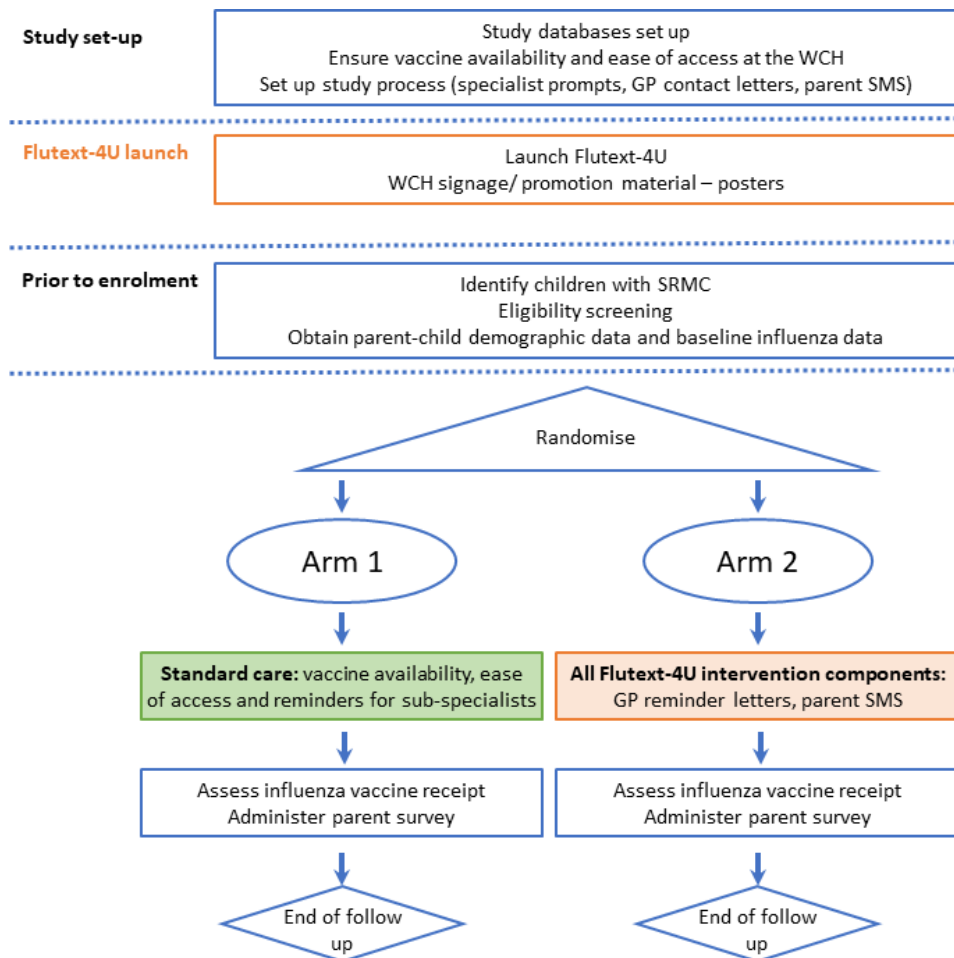 Study set-up
Study databases set up
Ensure vaccine availability and ease of access at the WCH
Set up study process (specialist prompts, GP contact letters, parent SMS)
Flutext-4U launch
Launch Flutext-4U
WCH signage/ promotion material – posters
Prior to enrolment
Identify children with SRMC
Eligibility screening
Obtain parent-child demographic data and baseline influenza data
Randomise
Arm 1
Arm 2
Standard care: vaccine availability, ease
of access and reminders for sub-specialists
All Flutext-4U intervention components:
GP reminder letters, parent SMS
Assess influenza vaccine receipt
Administer parent survey
Assess influenza vaccine receipt
Administer parent survey
End of follow
up
End of follow
up